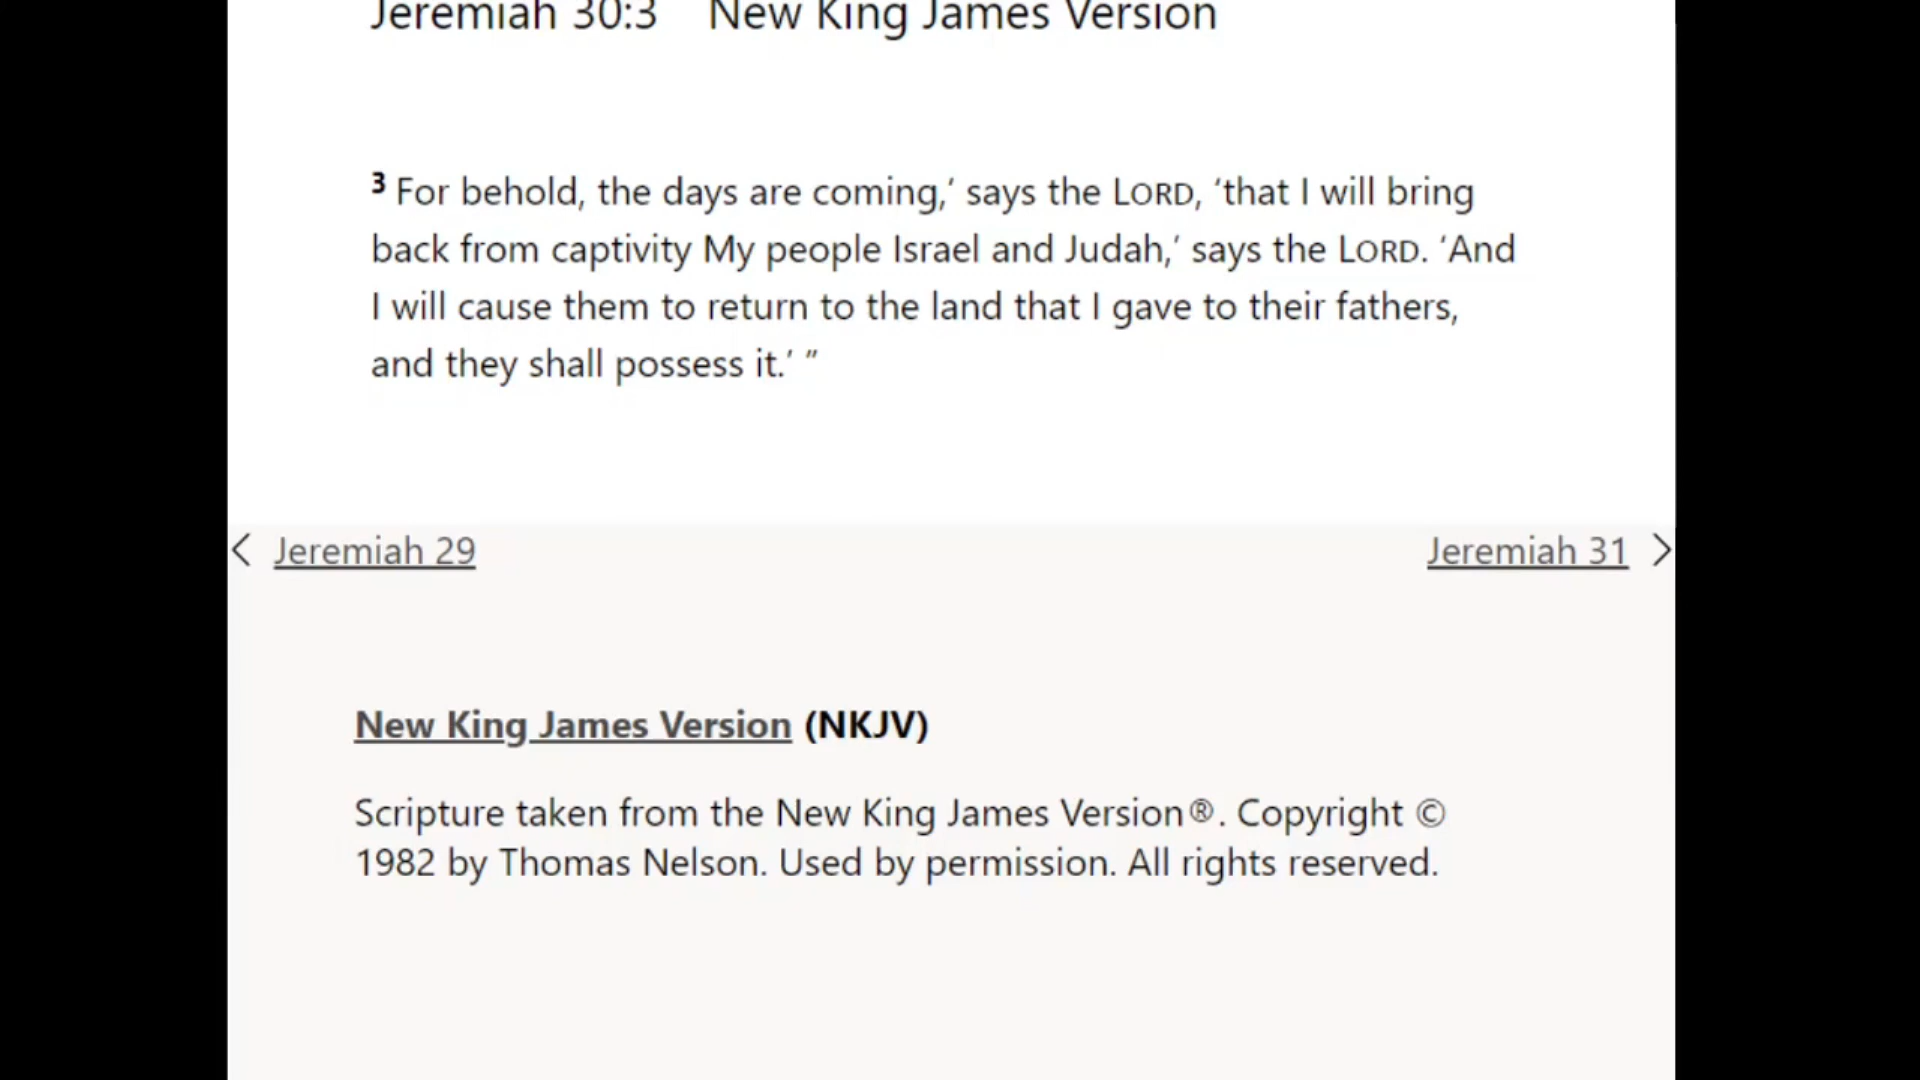 Jeremiah 30:3 New King James Version
3 For behold, the days are coming,’ says the LORD, ‘that I will bring
back from captivity My people Israel and Judah,’ says the LORD. ‘And
I will cause them to return to the land that I gave to their fathers,
and they shall possess it.’ ”
Jeremiah 29
Jeremiah 31
New King James Version (NKJV)
Scripture taken from the New King James Version®. Copyright ©
1982 by Thomas Nelson. Used by permission. All rights reserved.